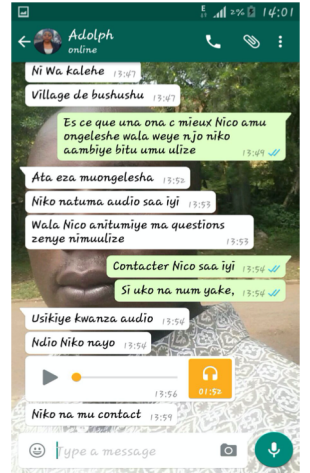 E 2% 14:01
Adolph
online
Ni Wa kalehe 13:47
Village de bushushu 13:47
Es ce que una ona c mieux Nico amu
ongeleshe wala weye njo niko
aambiye bitu umu ulize 13:49
Ata eza muongelesha 13:52
Niko natuma audio saa iyi 13:53
Wala Nico anitumiye ma questions
zenye nimuulize 13:53
Contacter Nico saa iyi 13:54
Si uko na num yake, 13:54
Usikiye kwanza audio 13:54
Ndio Niko nayo 13:54
13:56 01:52
Niko na mu contact 13:59
Type a message